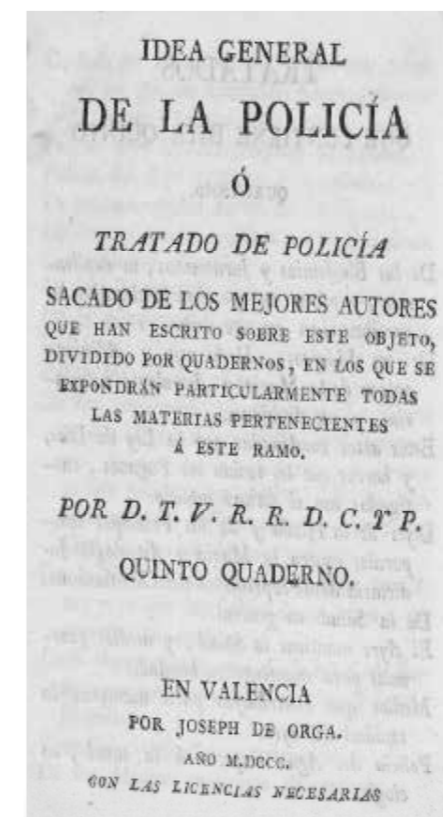 IDEA GENERAL
DE LA POLICÍA
Ó
TRATADO DE POLICÍA
SACADO DE LOS MEJORES AUTORES
QUE HAN ESCRITO SOBRE ESTE OBJETO,
DIVIDIDO POR QUADERNOS, EN LOS QUE SE
EXPONDRÁN PARTICULARMENTE TODAS
LAS MATERIAS PERTENECIENTES
Á ESTE RAMO.
POR D. T. V. R. R. D. C. Y P.
QUINTO QUADERNO.
EN VALENCIA
POR JOSEPH DE ORGA.
AÑO M.DCCC.
CON LAS LICENCIAS NECESARIAS